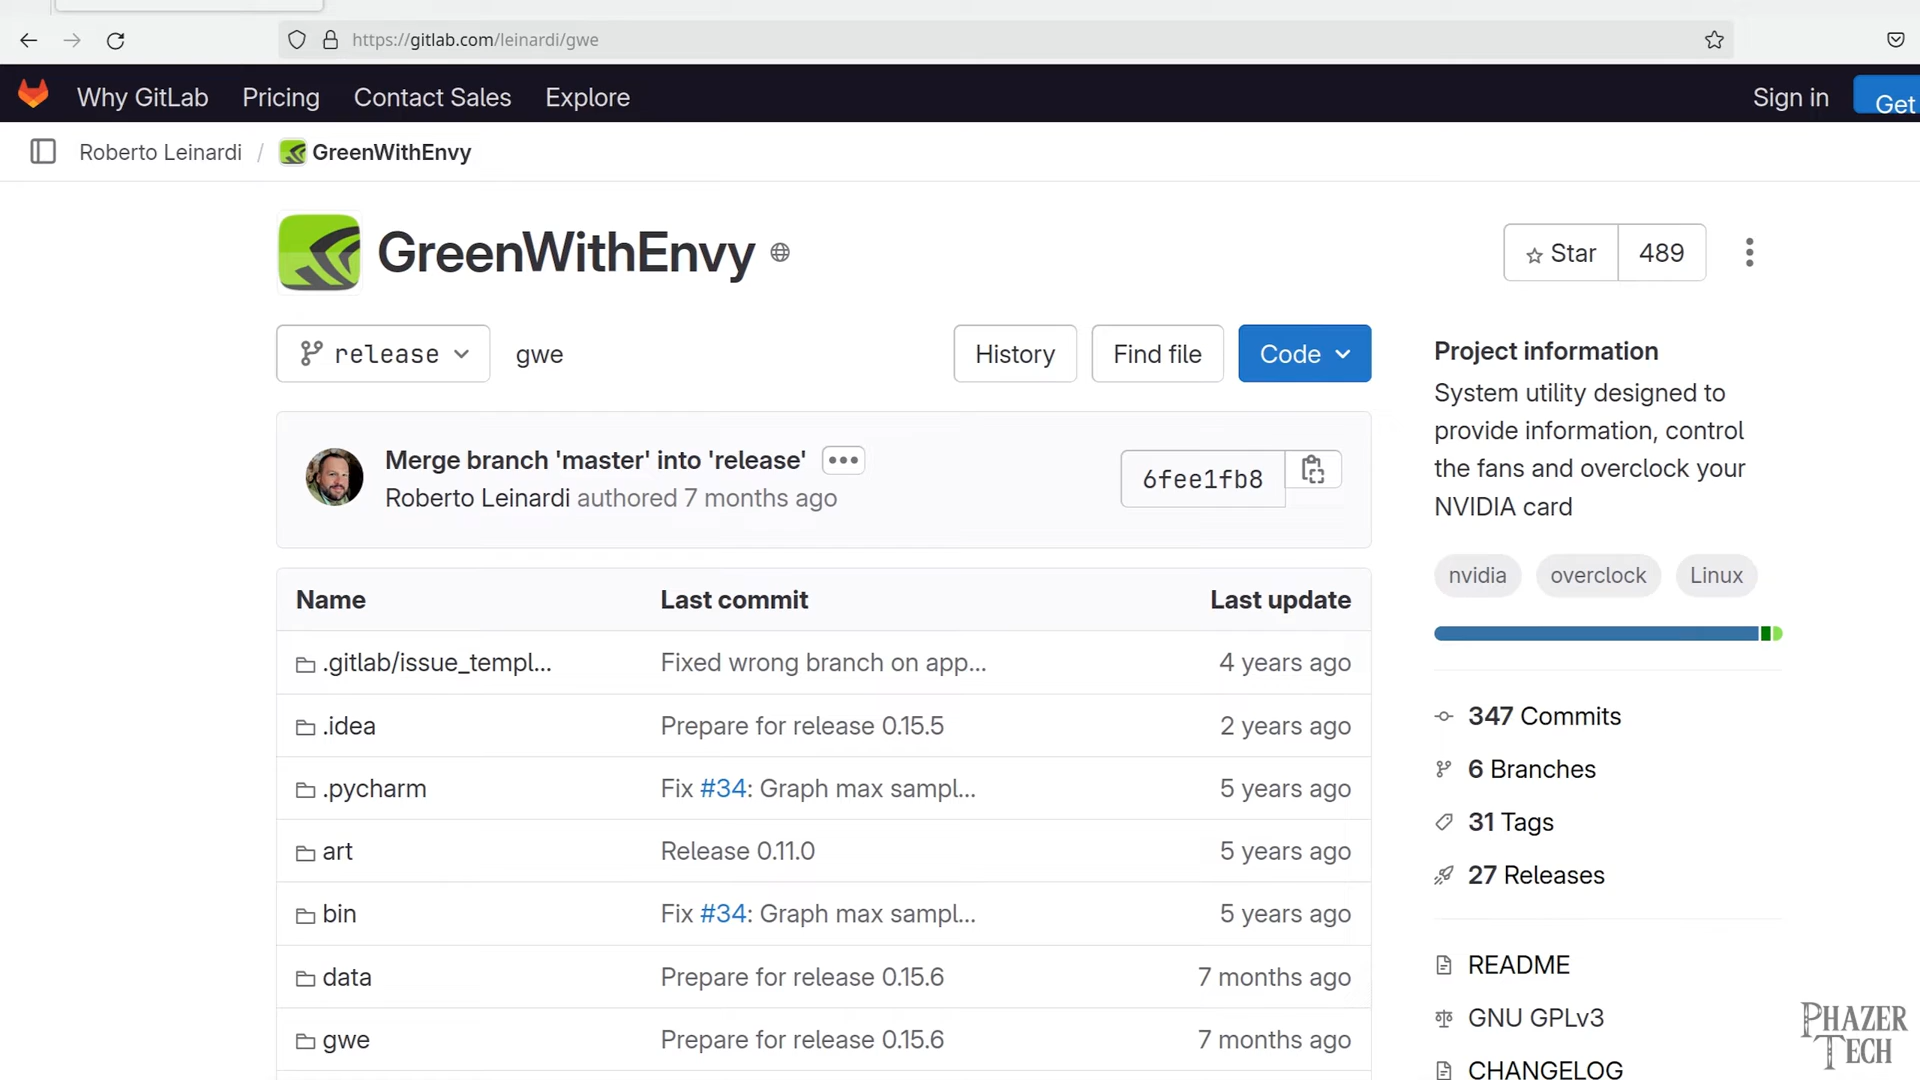 https://gitlab.com/leinardi/gwe
Why GitLab Pricing Contact Sales Explore Sign in Get
Roberto Leinardi / GreenWithEnvy
GreenWithEnvy
Star 489
release gwe History Find file Code
Merge branch 'master' into 'release'
Roberto Leinardi authored 7 months ago
6fee1fb8
Name Last commit Last update
.gitlab/issue_templ... Fixed wrong branch on app... 4 years ago
.idea Prepare for release 0.15.5 2 years ago
.pycharm Fix #34: Graph max sampl... 5 years ago
art Release 0.11.0 5 years ago
bin Fix #34: Graph max sampl... 5 years ago
data Prepare for release 0.15.6 7 months ago
gwe Prepare for release 0.15.6 7 months ago
Project information
System utility designed to
provide information, control
the fans and overclock your
NVIDIA card
nvidia overclock Linux
347 Commits
6 Branches
31 Tags
27 Releases
README
GNU GPLv3
CHANGELOG
PHAZER
TECH